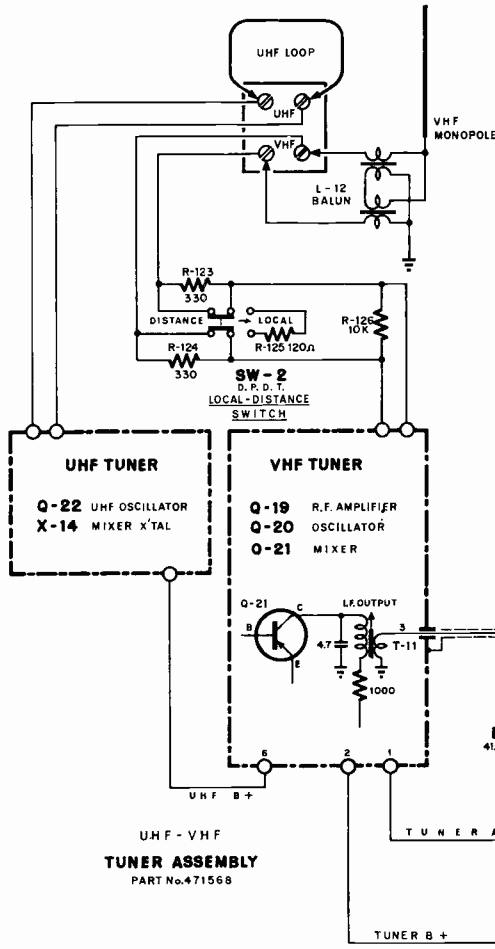 UHF LOOP
UHF
VHF
VHF
MONOPOLE
L-12
BALUN
R-123
330
DISTANCE
LOCAL
R-126
10K
R-124
330
R-125 120Ω
SW-2
D.P.D.T.
LOCAL-DISTANCE
SWITCH
UHF TUNER
Q-22 UHF OSCILLATOR
X-14 MIXER X'TAL
VHF TUNER
Q-19 R.F. AMPLIFIER
Q-20 OSCILLATOR
Q-21 MIXER
Q-21
C
B
E
I.F. OUTPUT
4.7
3
T-11
1000
6
2
1
UHF B+
41.
TUNER A
UHF-VHF
TUNER ASSEMBLY
PART No. 471568
TUNER B+